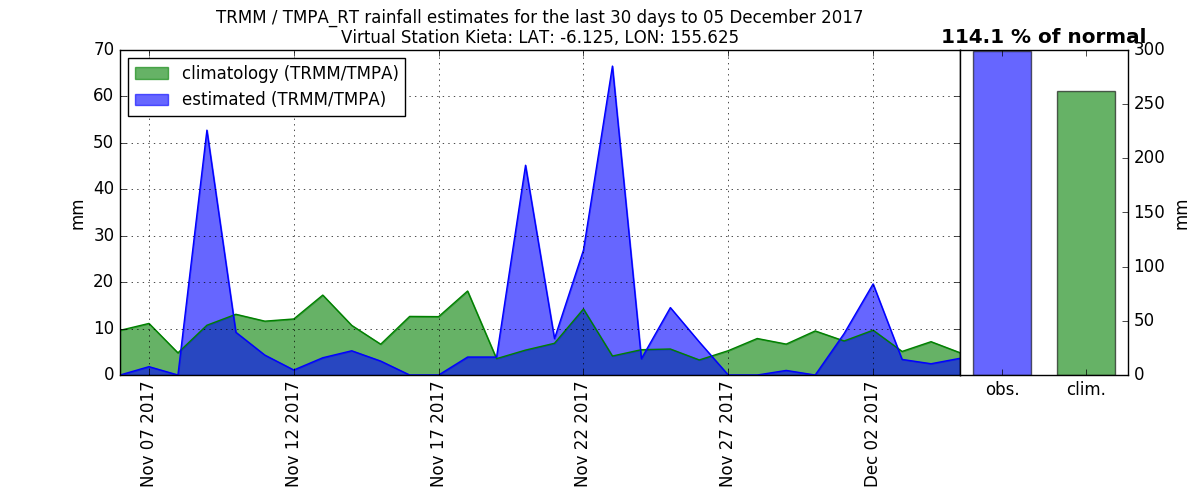 TRMM / TMPA_RT rainfall estimates for the last 30 days to 05 December 2017
Virtual Station Kieta: LAT: -6.125, LON: 155.625
114.1 % of normal
climatology (TRMM/TMPA)
estimated (TRMM/TMPA)
70
60
50
40
30
20
10
0
mm
Nov 07 2017
Nov 12 2017
Nov 17 2017
Nov 22 2017
Nov 27 2017
Dec 02 2017
obs.
clim.
300
250
200
150
100
50
0
mm